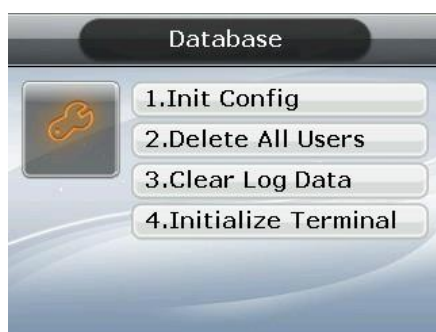 Database
1.Init Config
2.Delete All Users
3.Clear Log Data
4.Initialize Terminal